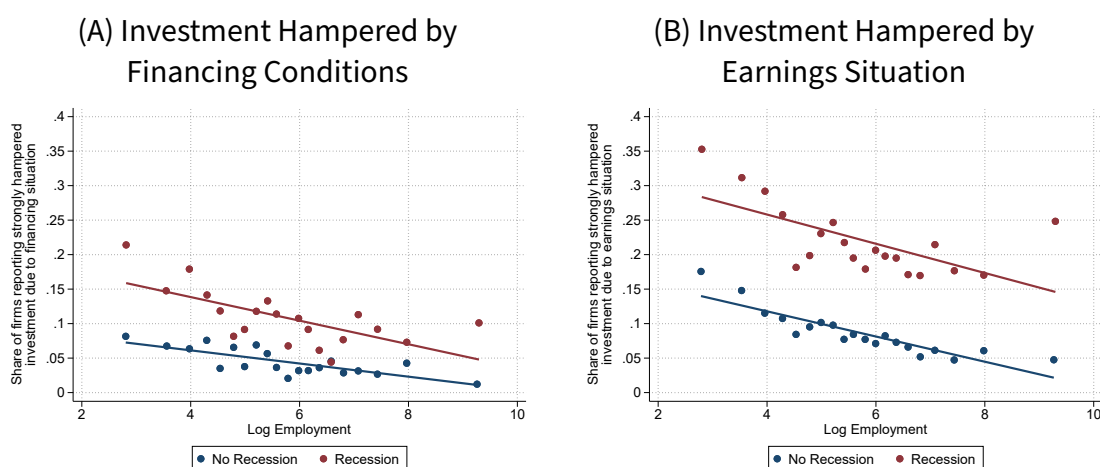 (A) Investment Hampered by
Financing Conditions
Share of firms reporting strongly hampered
investment due to financing situation
.4
.35
.3
.25
.2
.15
.1
.05
0
2
4
6
8
10
Log Employment
No Recession
Recession
(B) Investment Hampered by
Earnings Situation
Share of firms reporting strongly hampered
investment due to earnings situation
.4
.35
.3
.25
.2
.15
.1
.05
0
2
4
6
8
10
Log Employment
No Recession
Recession